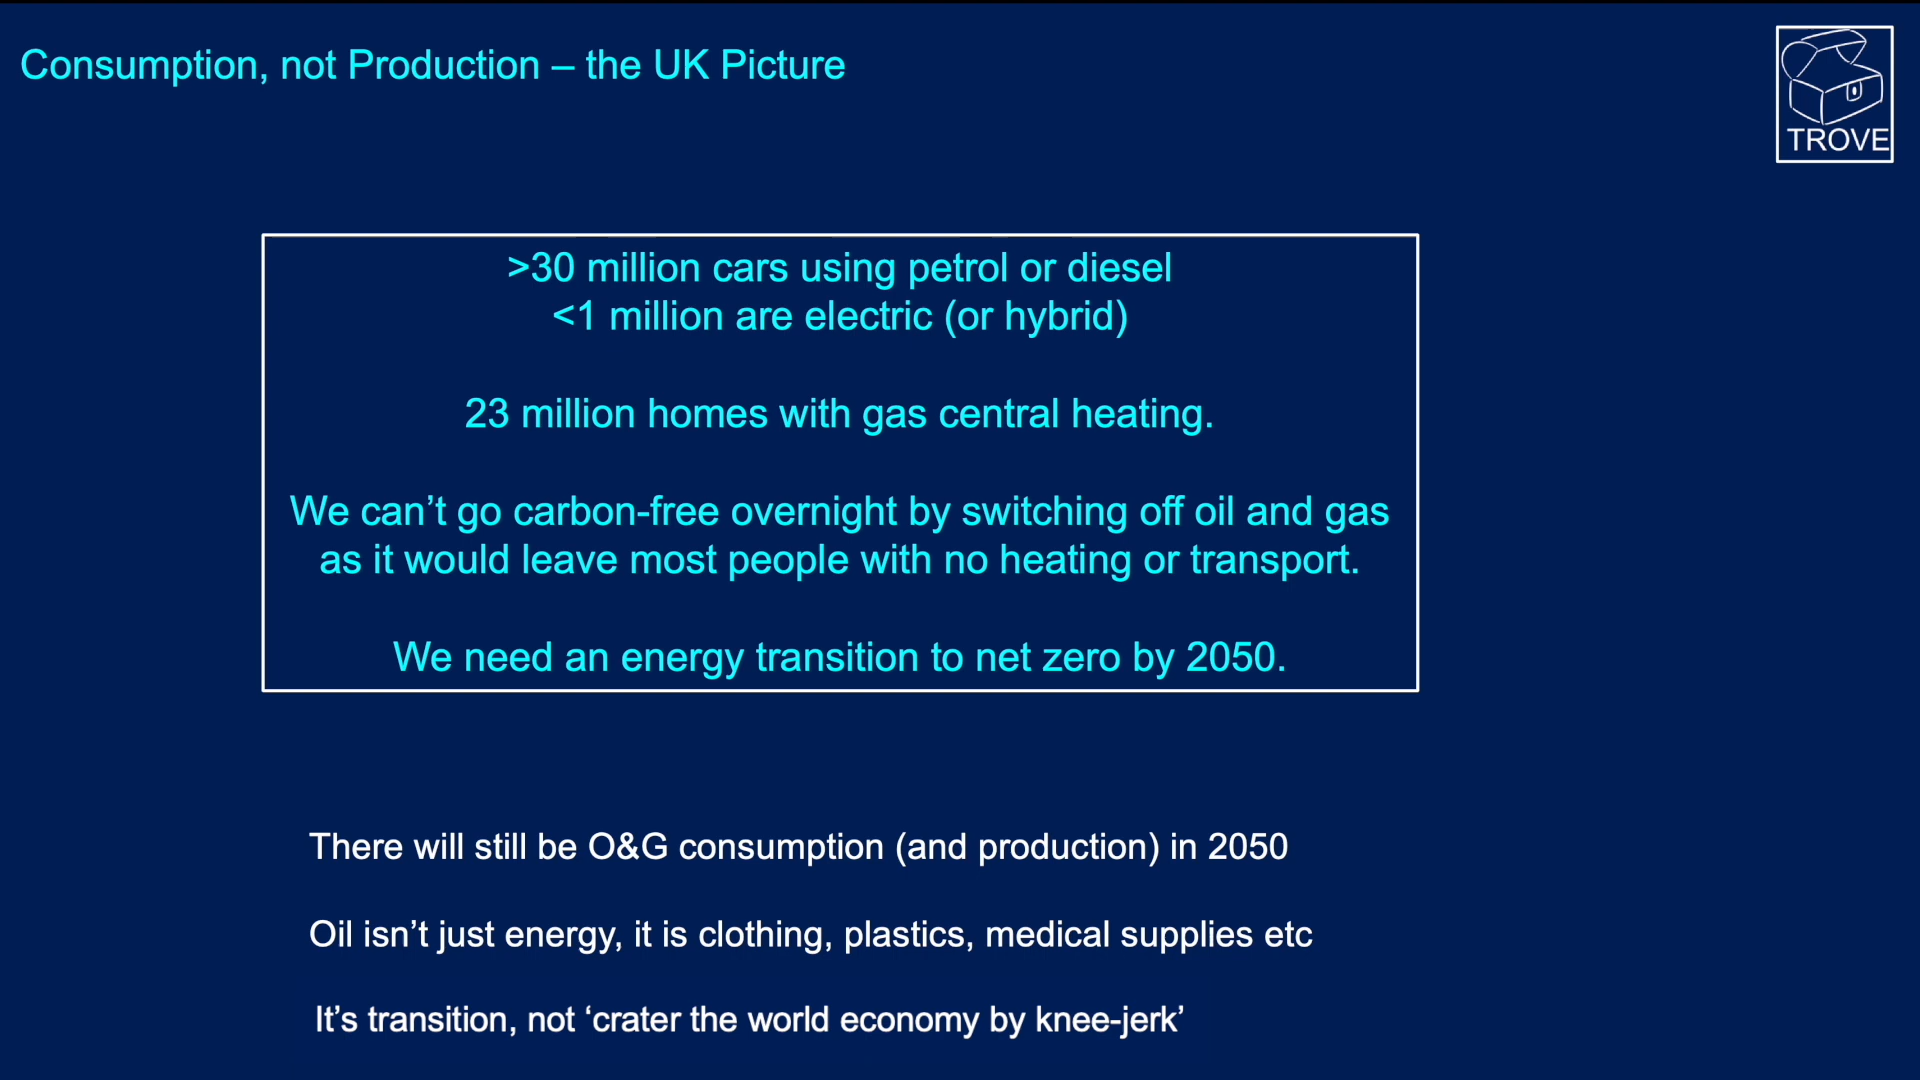 Consumption, not Production – the UK Picture
TROVE
>30 million cars using petrol or diesel
<1 million are electric (or hybrid)
23 million homes with gas central heating.
We can’t go carbon-free overnight by switching off oil and gas
as it would leave most people with no heating or transport.
We need an energy transition to net zero by 2050.
There will still be O&G consumption (and production) in 2050
Oil isn’t just energy, it is clothing, plastics, medical supplies etc
It’s transition, not ‘crater the world economy by knee-jerk’